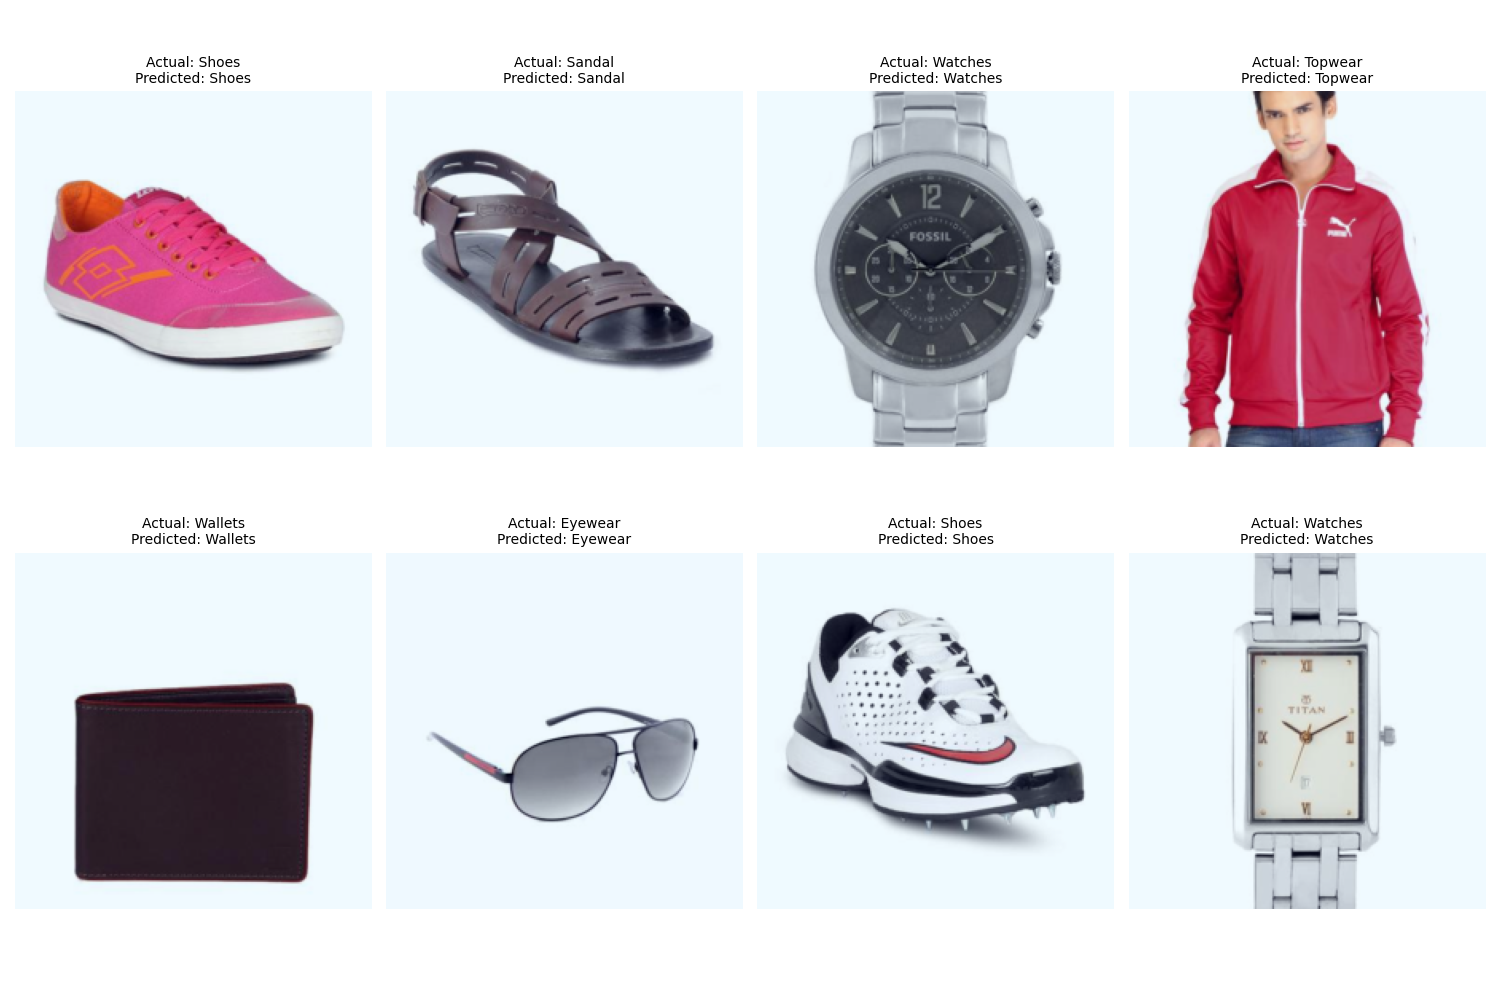 Actual: Shoes
Predicted: Shoes
Actual: Sandal
Predicted: Sandal
Actual: Watches
Predicted: Watches
Actual: Topwear
Predicted: Topwear
12
FOSSIL
PUMA
Actual: Wallets
Predicted: Wallets
Actual: Eyewear
Predicted: Eyewear
Actual: Shoes
Predicted: Shoes
Actual: Watches
Predicted: Watches
XII
TITAN
IX
III
VI